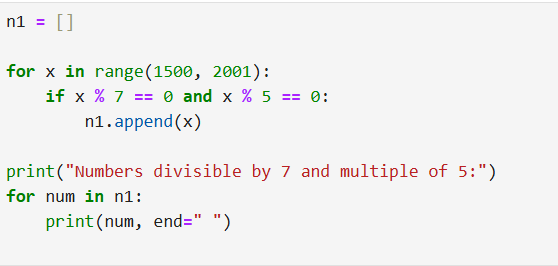 n1 = []
for x in range(1500, 2001):
    if x % 7 == 0 and x % 5 == 0:
        n1.append(x)
print("Numbers divisible by 7 and multiple of 5:")
for num in n1:
    print(num, end=" ")